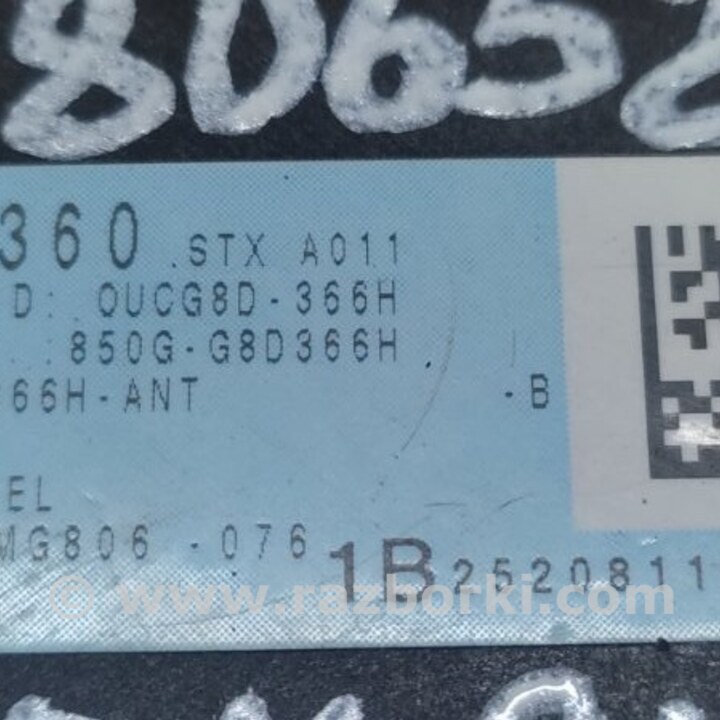 80652
360 .STX A011
D: OUCG8D-366H
:850G-G8D366H
66H-ANT -B
EL
MG806 -076 1B 2520811
© www.razborki.com